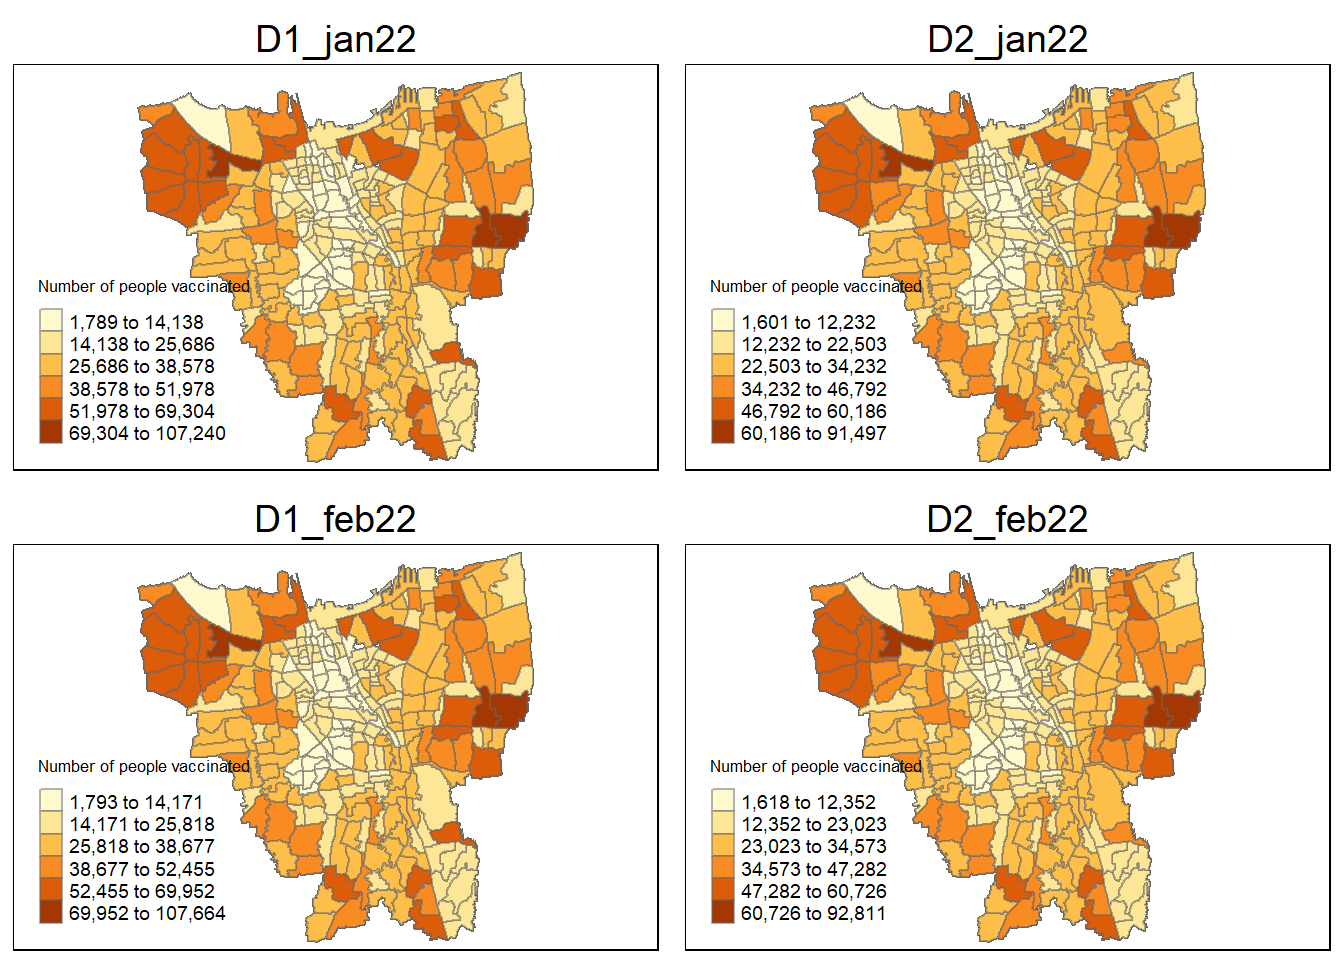 D1_jan22
Number of people vaccinated
1,789 to 14,138
14,138 to 25,686
25,686 to 38,578
38,578 to 51,978
51,978 to 69,304
69,304 to 107,240
D2_jan22
Number of people vaccinated
1,601 to 12,232
12,232 to 22,503
22,503 to 34,232
34,232 to 46,792
46,792 to 60,186
60,186 to 91,497
D1_feb22
Number of people vaccinated
1,793 to 14,171
14,171 to 25,818
25,818 to 38,677
38,677 to 52,455
52,455 to 69,952
69,952 to 107,664
D2_feb22
Number of people vaccinated
1,618 to 12,352
12,352 to 23,023
23,023 to 34,573
34,573 to 47,282
47,282 to 60,726
60,726 to 92,811